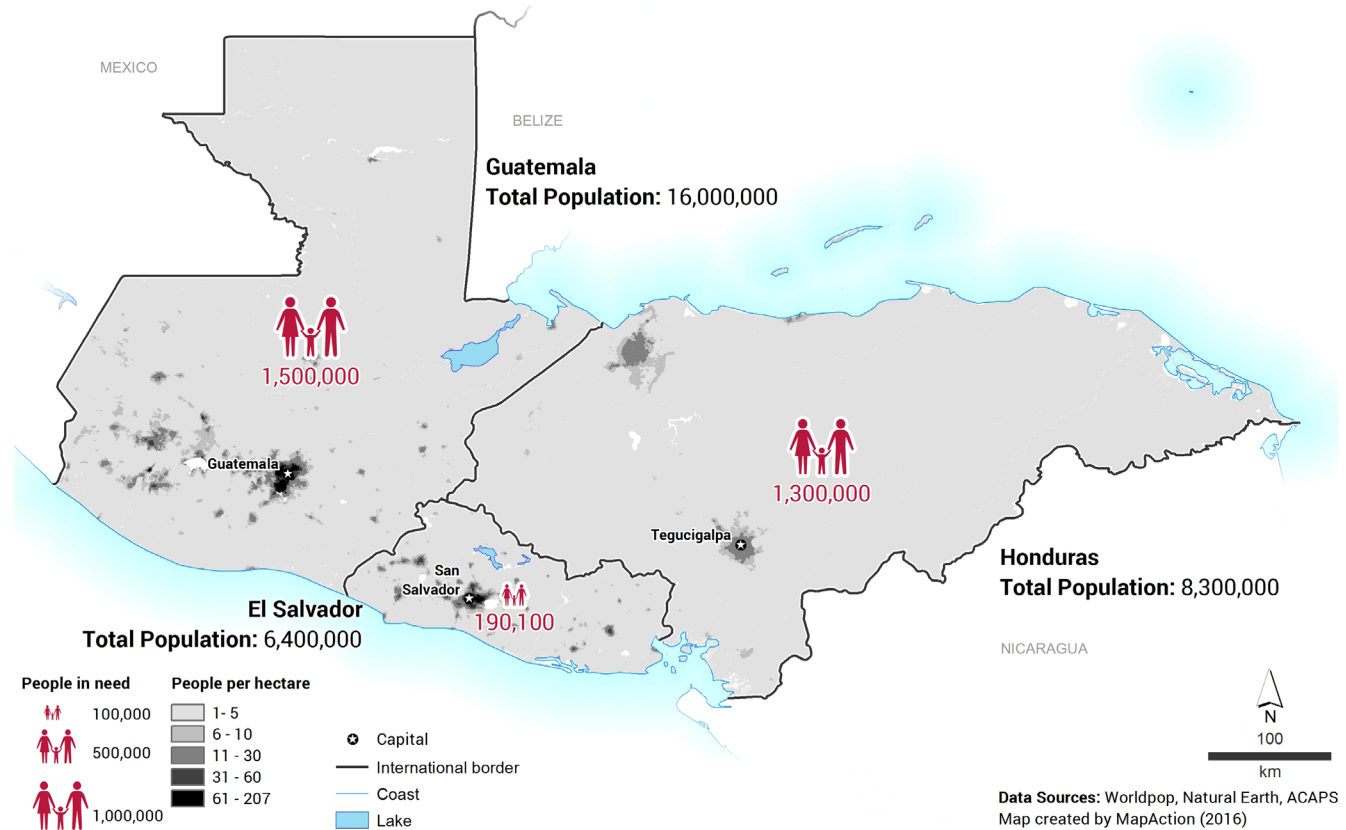 MEXICO
BELIZE
Guatemala
Total Population: 16,000,000
1,500,000
Guatemala
1,300,000
Tegucigalpa
San
Salvador
190,100
El Salvador
Total Population: 6,400,000
Honduras
Total Population: 8,300,000
NICARAGUA
People in need
100,000
500,000
1,000,000
People per hectare
1- 5
6 - 10
11 - 30
31 - 60
61 - 207
Capital
International border
Coast
Lake
N
100
km
Data Sources: Worldpop, Natural Earth, ACAPS
Map created by MapAction (2016)